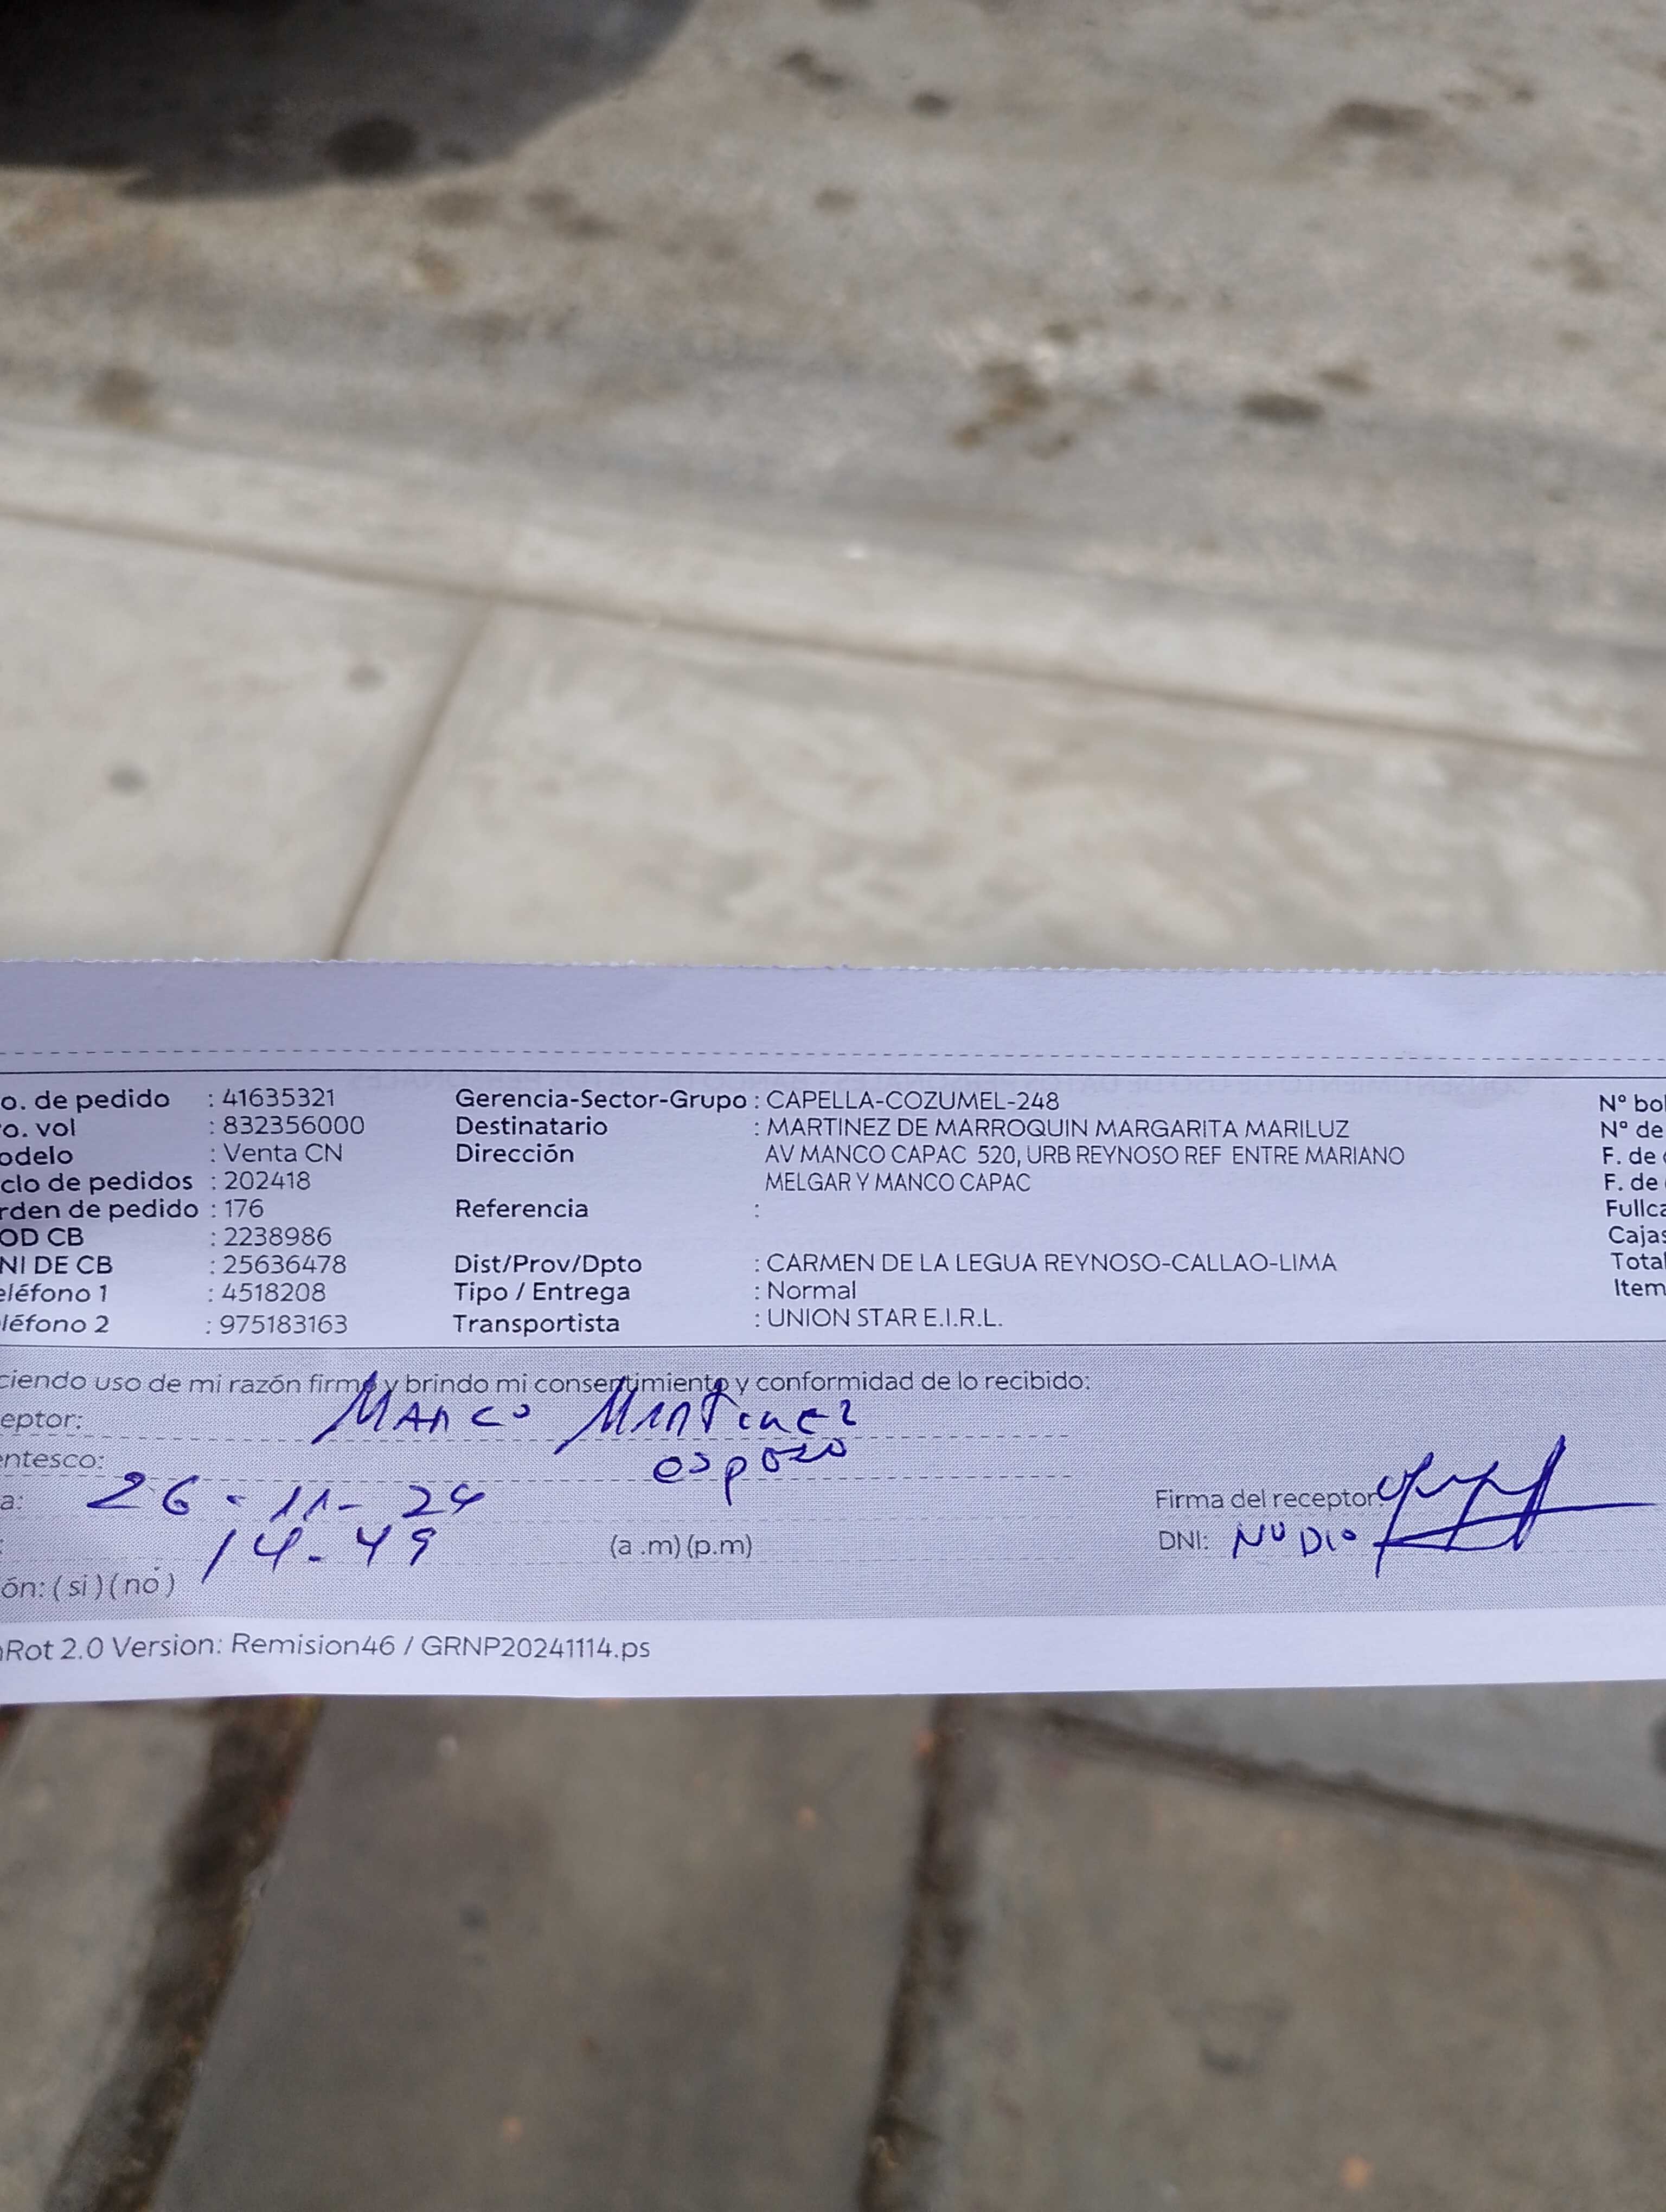 o. de pedido : 41635321 Gerencia-Sector-Grupo : CAPELLA-COZUMEL-248 N° bol
ro. vol : 832356000 Destinatario : MARTINEZ DE MARROQUIN MARGARITA MARILUZ N° de
odelo : Venta CN Dirección AV MANCO CAPAC 520, URB REYNOSO REF ENTRE MARIANO F. de
clo de pedidos : 202418 MELGAR Y MANCO CAPAC F. de
rden de pedido : 176 Referencia : Fullca
OD CB : 2238986 Cajas
NI DE CB : 25636478 Dist/Prov/Dpto : CARMEN DE LA LEGUA REYNOSO-CALLAO-LIMA Total
eléfono 1 : 4518208 Tipo / Entrega : Normal Item
léfono 2 : 975183163 Transportista : UNION STAR E.I.R.L.
ciendo uso de mi razón firmo y brindo mi consentimiento y conformidad de lo recibido:
eptor: Marco Martinez
entesco: esposo
a: 26-11-24 Firma del receptor:
: 14-49 (a.m)(p.m) DNI: NO DIO
ón: (si)(no)
Rot 2.0 Version: Remision46 / GRNP20241114.ps